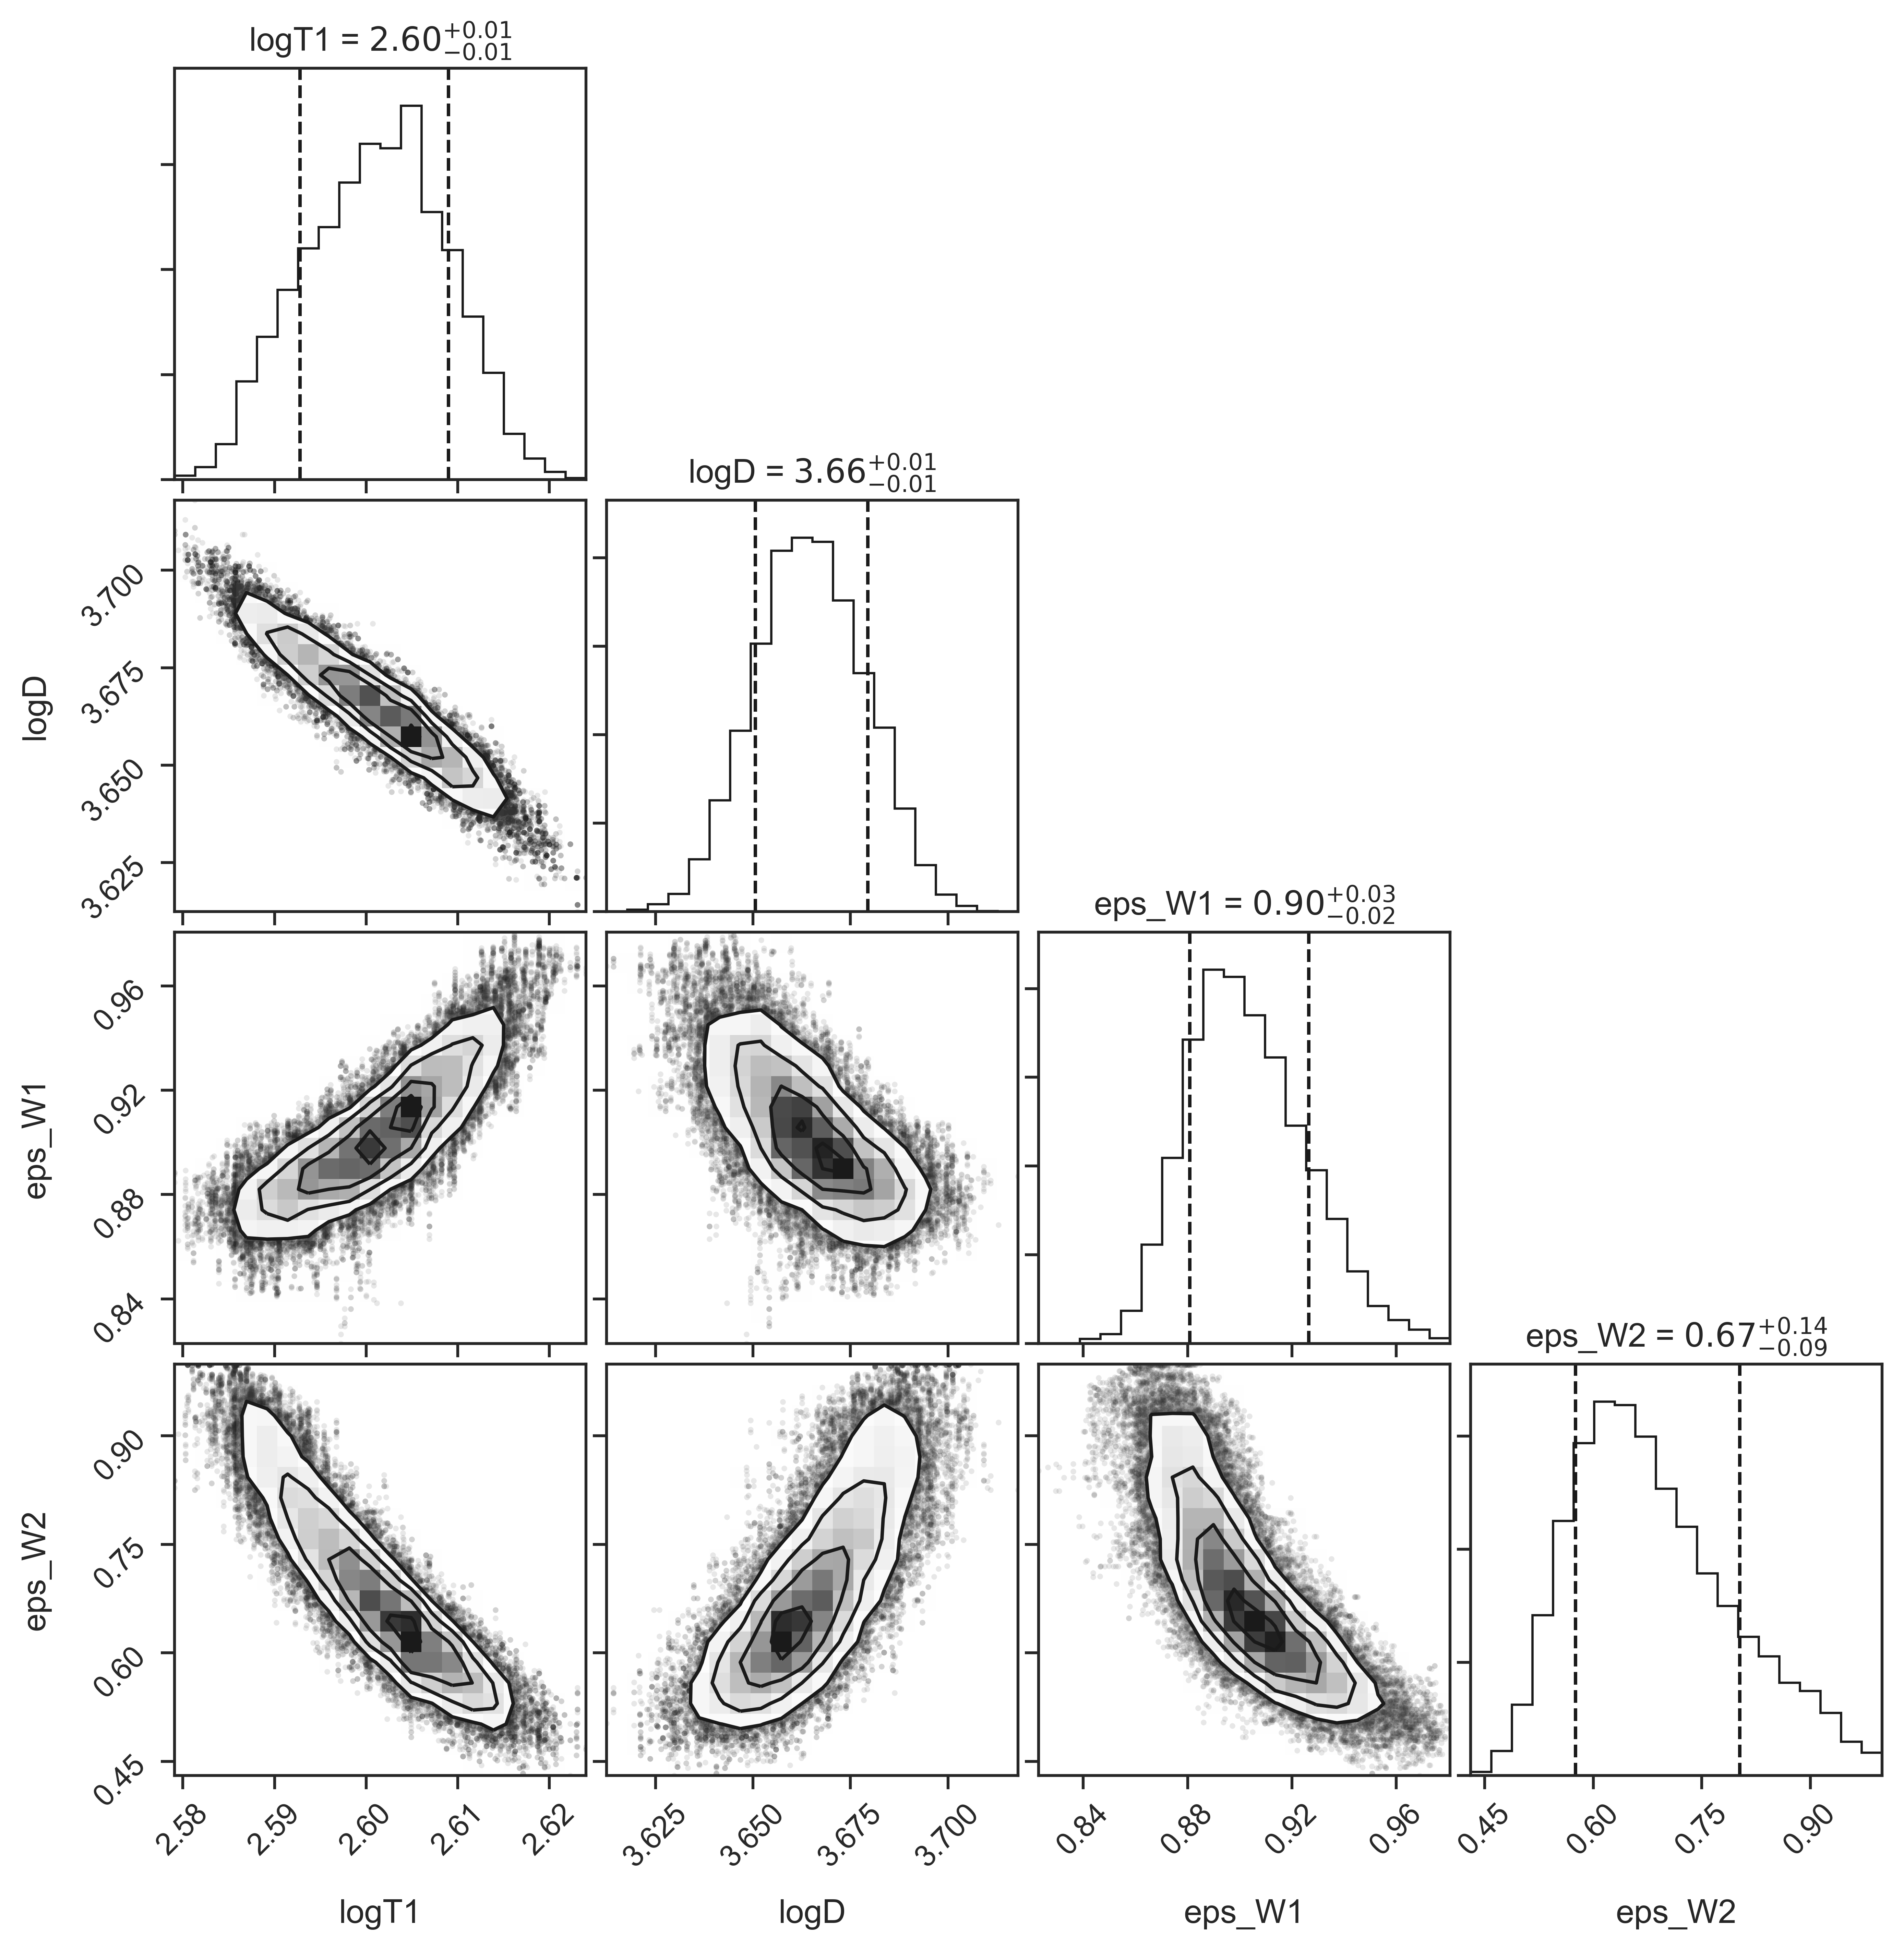 logT1 = 2.60+0.01−0.01
logD = 3.66+0.01−0.01
3.700
3.675
3.650
3.625
logD
eps_W1 = 0.90+0.03−0.02
0.96
0.92
0.88
0.84
eps_W1
eps_W2 = 0.67+0.14−0.09
0.90
0.75
0.60
0.45
eps_W2
2.58 2.59 2.60 2.61 2.62
3.625 3.650 3.675 3.700
0.84 0.88 0.92 0.96
0.45 0.60 0.75 0.90
logT1 logD eps_W1 eps_W2